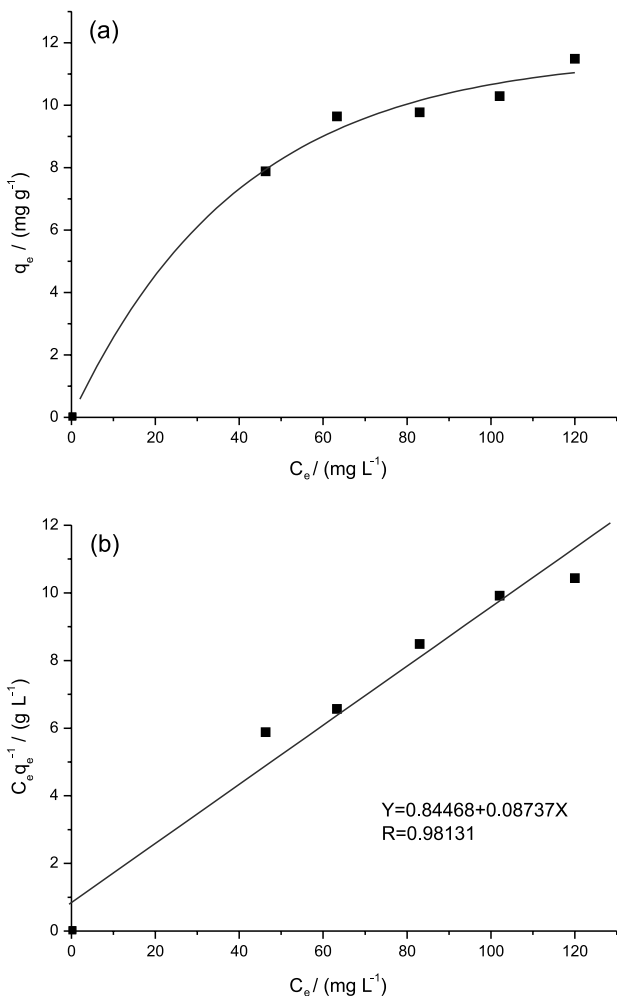 (a)
12
10
8
6
4
2
0
qₑ / (mg g⁻¹)
0 20 40 60 80 100 120
Cₑ / (mg L⁻¹)
(b)
12
10
8
6
4
2
0
Cₑqₑ⁻¹ / (g L⁻¹)
Y=0.84468+0.08737X
R=0.98131
0 20 40 60 80 100 120
Cₑ / (mg L⁻¹)